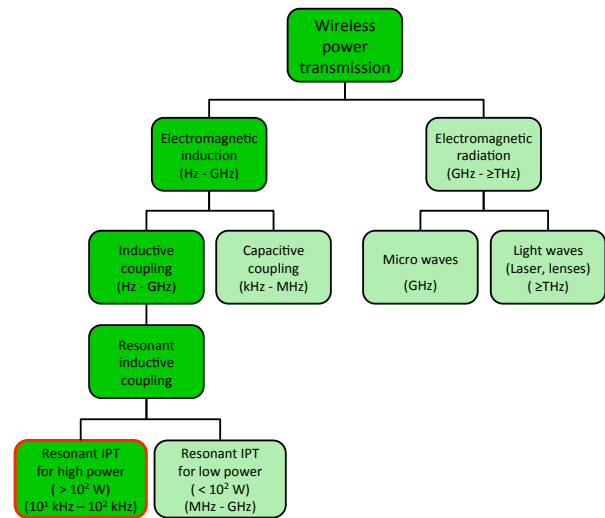 Wireless
power
transmission
Electromagnetic
induction
(Hz - GHz)
Electromagnetic
radiation
(GHz - ≥THz)
Inductive
coupling
(Hz - GHz)
Capacitive
coupling
(kHz – MHz)
Micro waves
(GHz)
Light waves
(Laser, lenses)
( ≥THz)
Resonant
inductive
coupling
Resonant IPT
for high power
( > 10² W)
(10¹ kHz – 10² kHz)
Resonant IPT
for low power
( < 10² W)
(MHz - GHz)